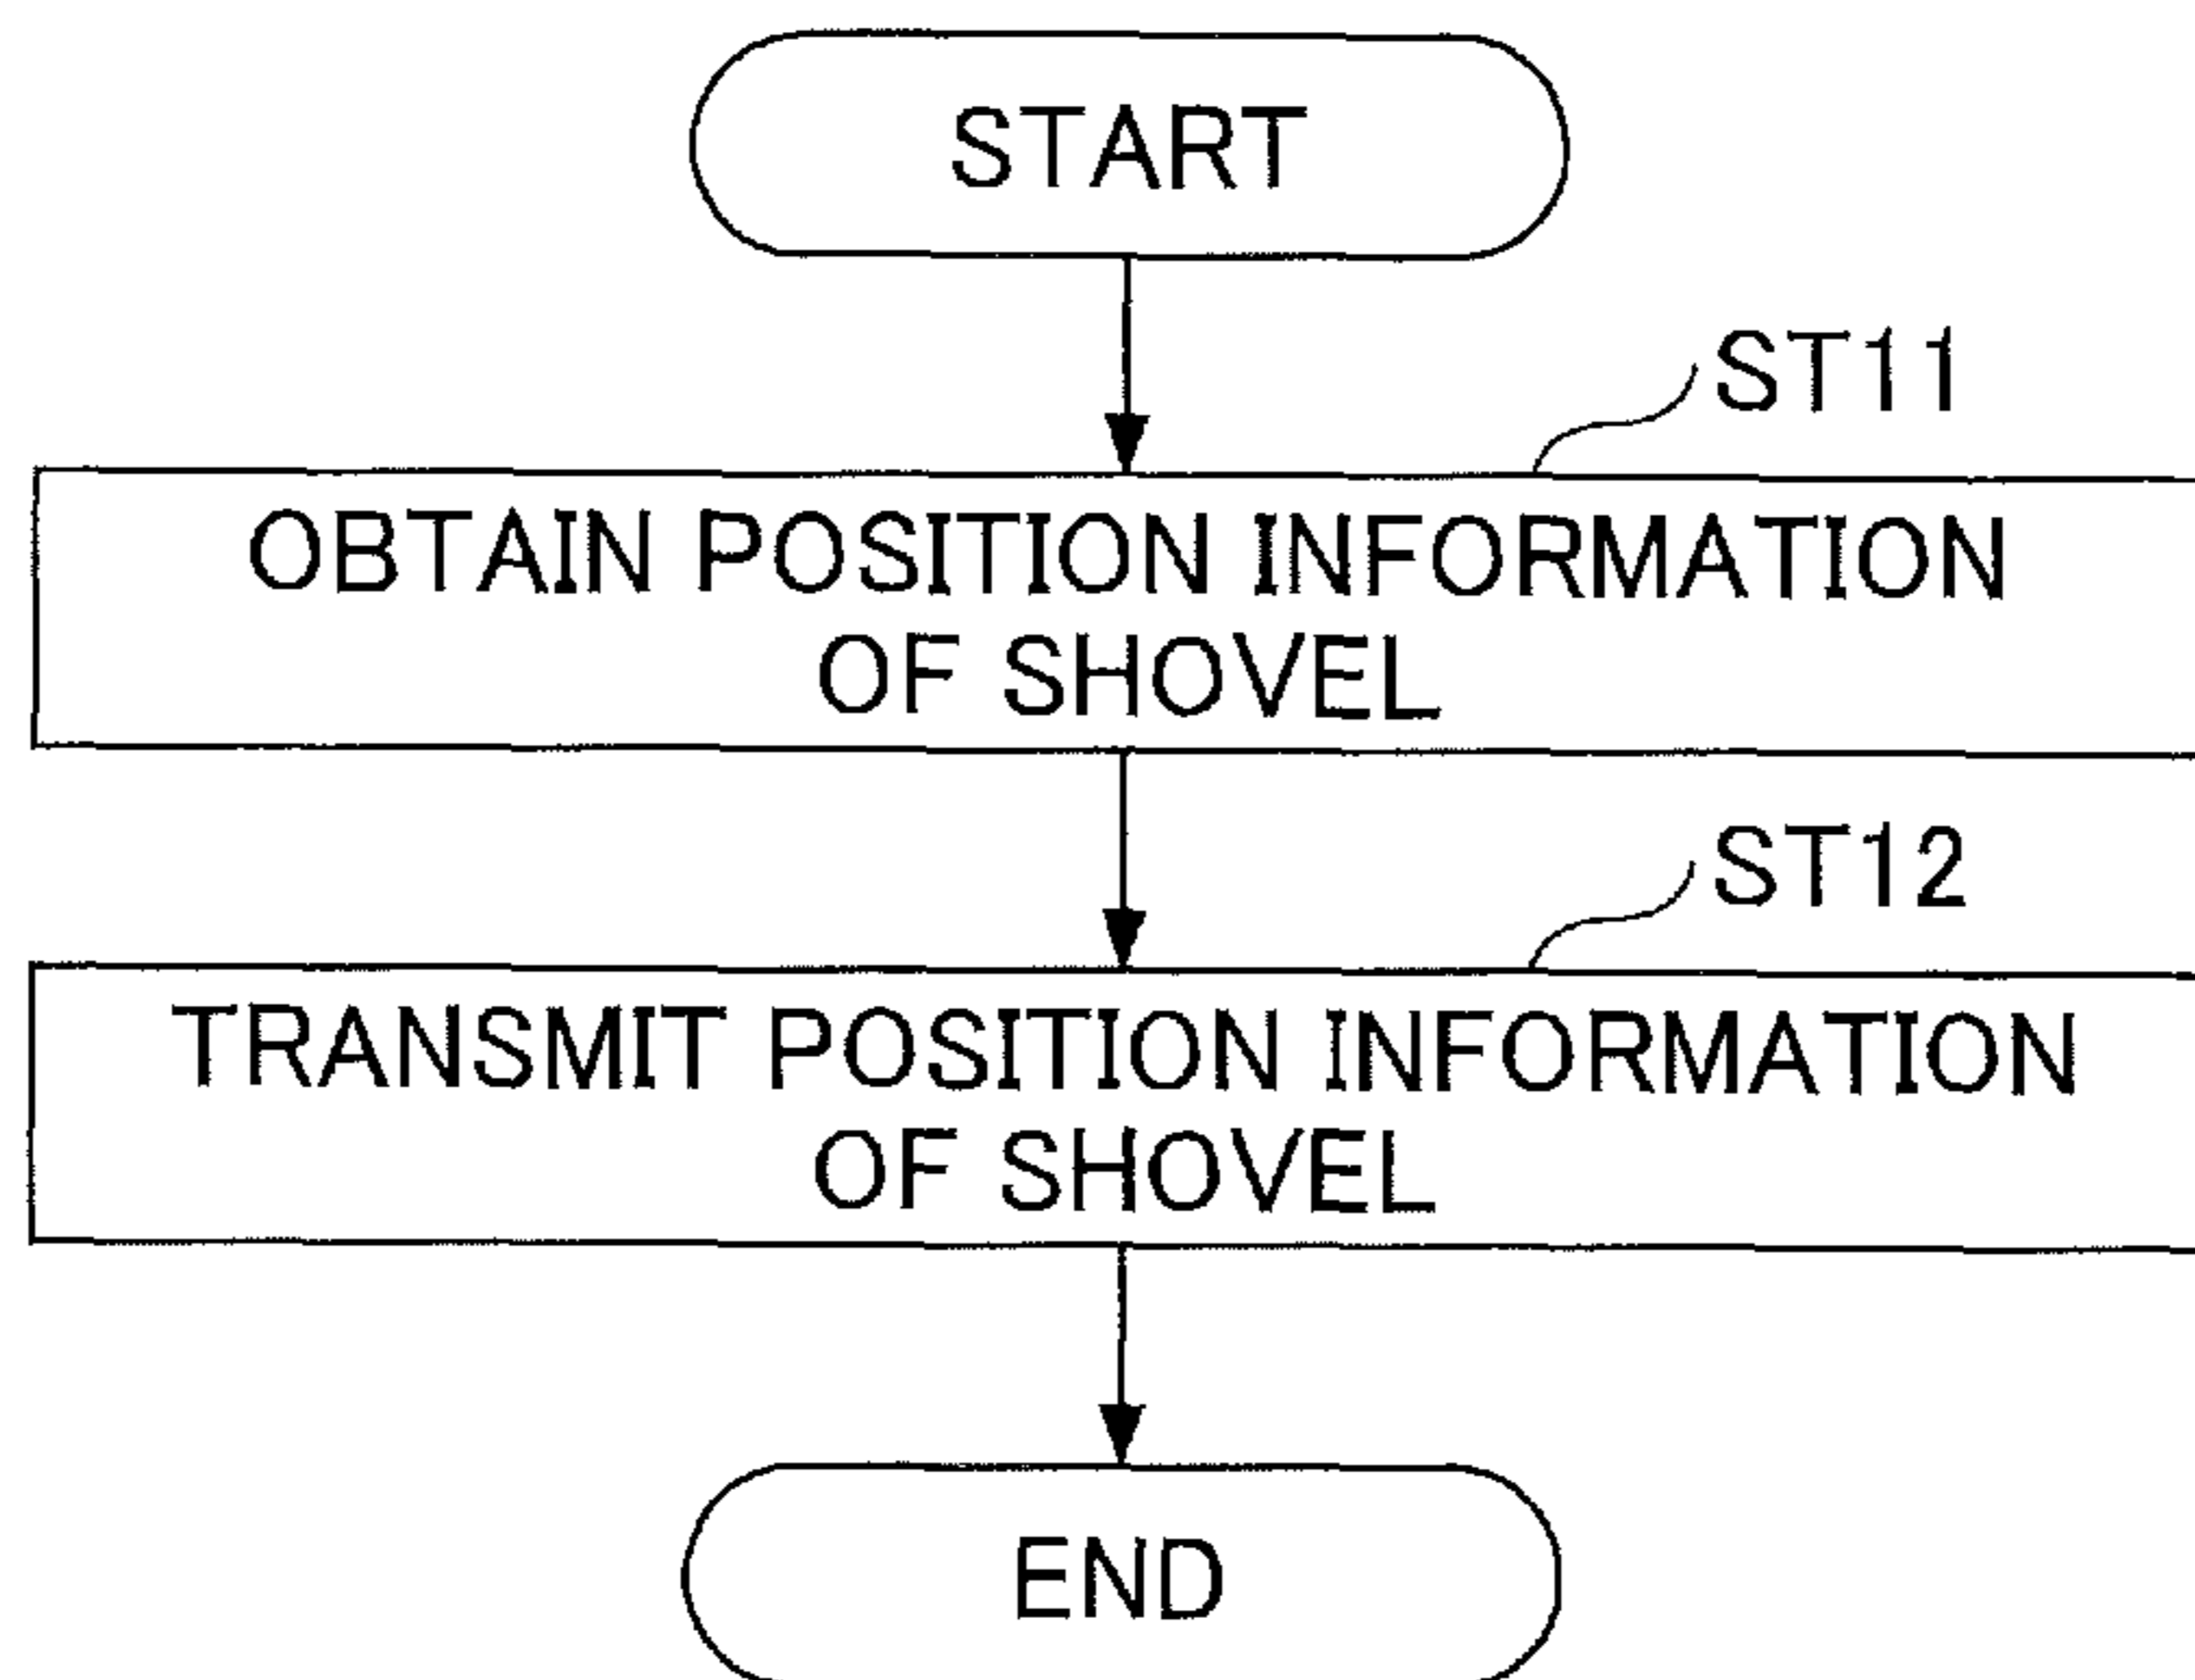 START
ST11
OBTAIN POSITION INFORMATION
OF SHOVEL
ST12
TRANSMIT POSITION INFORMATION
OF SHOVEL
END